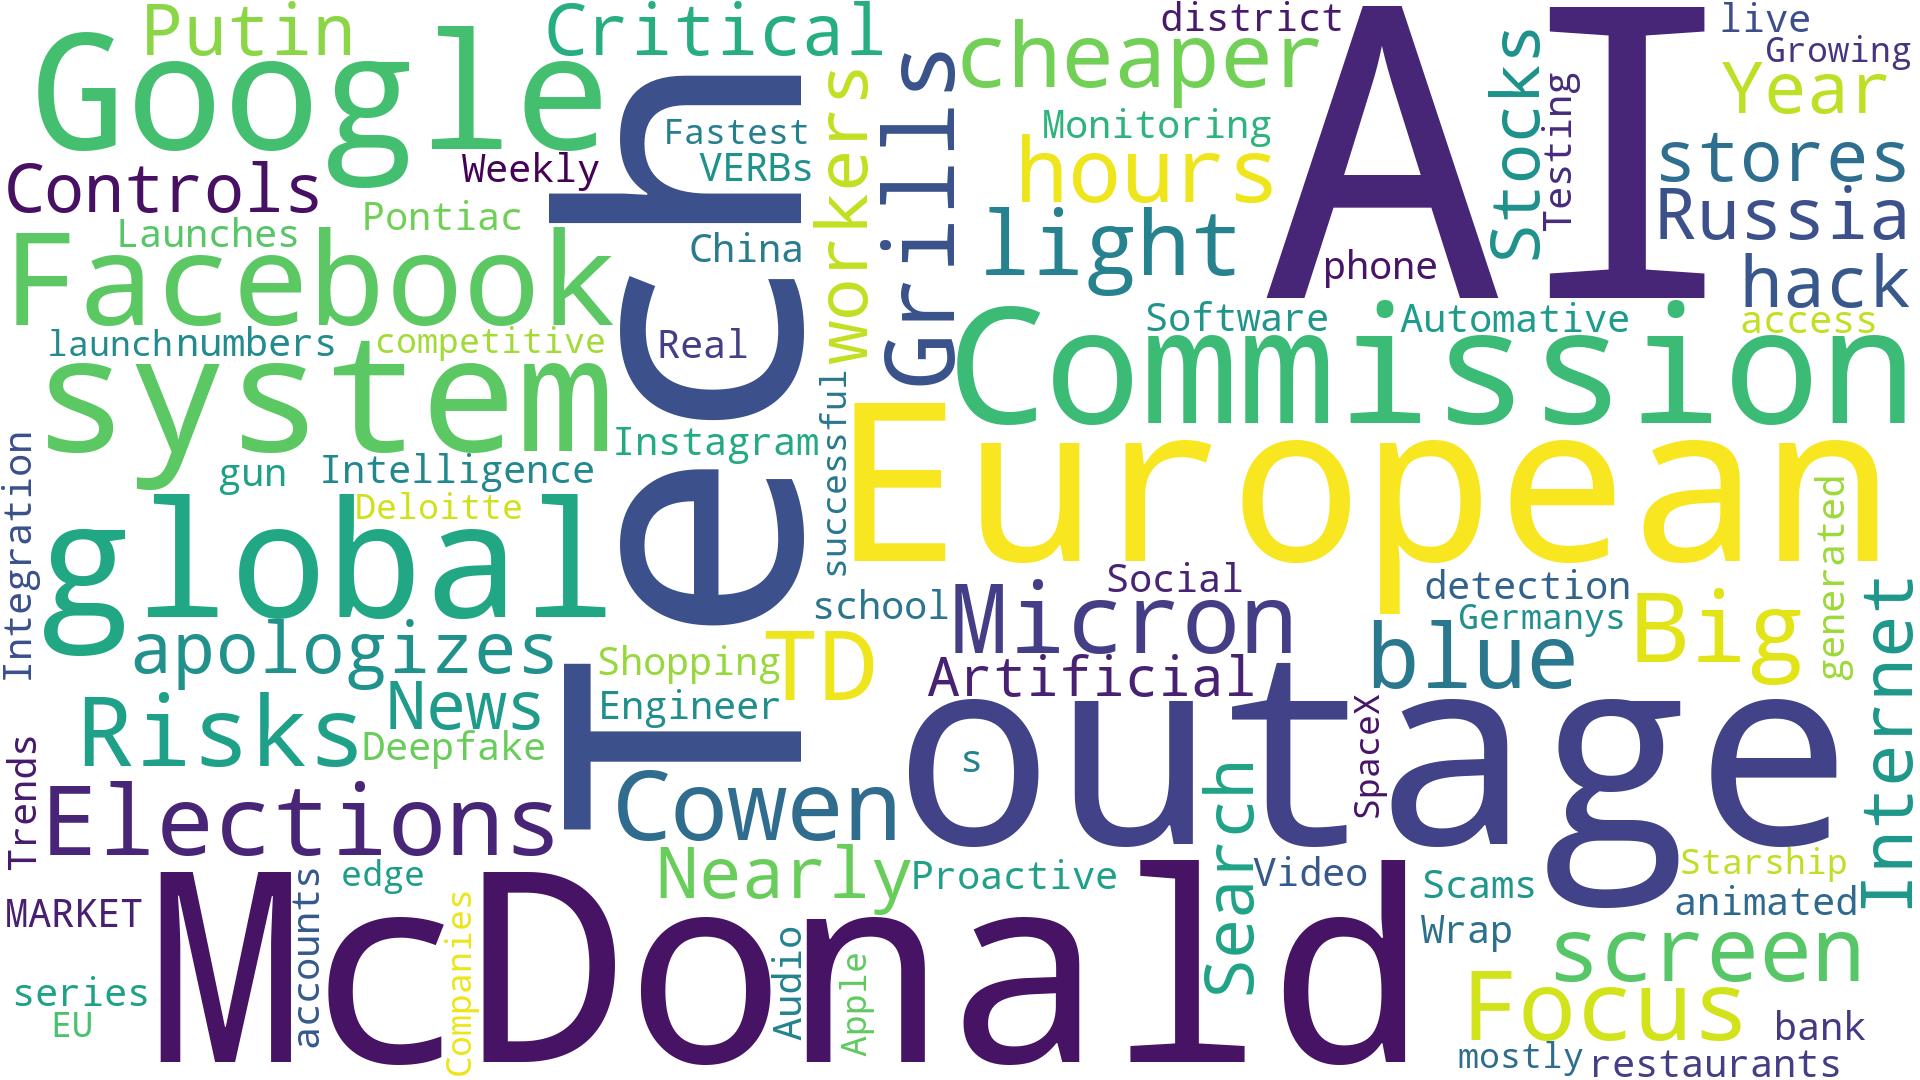 Putin
Critical
district
AI
live
Google
cheaper
Stocks
Growing
Year
Tech
workers
Grills
Monitoring
Testing
Fastest
VERBs
hours
stores
Weekly
Controls
Russia
Pontiac
light
Launches
China
phone
hack
Facebook
Real
Software
Automative
access
launch
numbers
competitive
Commission
system
successful
Instagram
European
Integration
gun
Intelligence
generated
Deloitte
global
Social
detection
Internet
school
Micron
Germanys
Big
apologizes
Shopping
TD
Artificial
blue
News
Engineer
outage
SpaceX
Risks
Deepfake
s
Trends
Elections
Cowen
Search
edge
Nearly
Proactive
Video
Scams
Starship
McDonald
accounts
Companies
MARKET
Wrap
animated
Audio
Apple
screen
series
Focus
EU
bank
mostly
restaurants